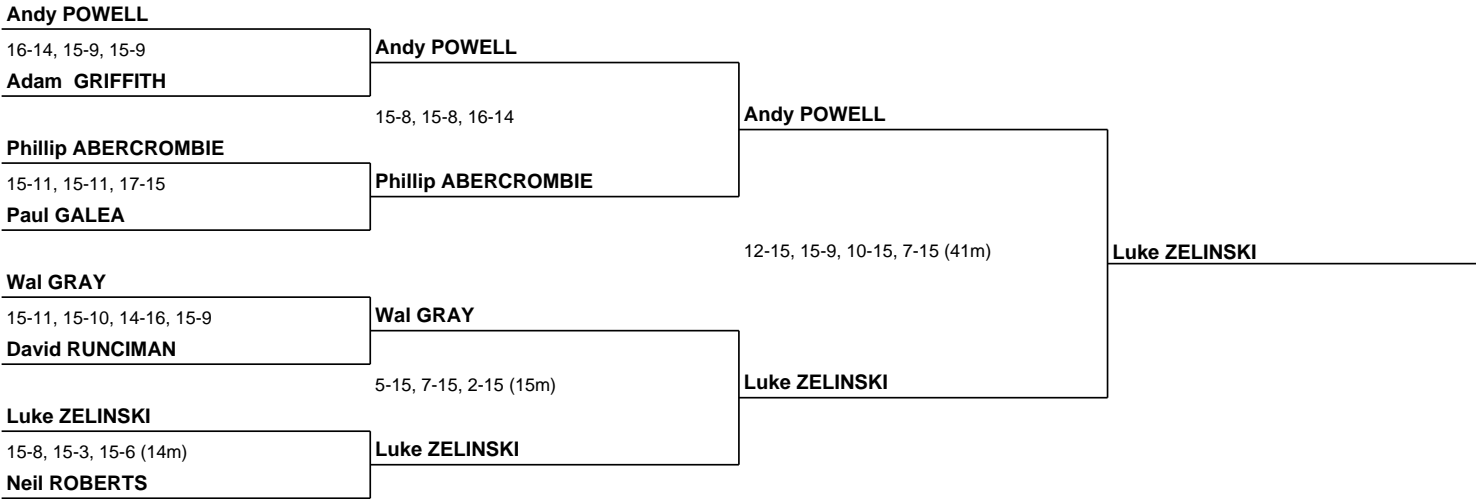 Andy POWELL
16-14, 15-9, 15-9
Adam GRIFFITH
Andy POWELL
15-8, 15-8, 16-14
Phillip ABERCROMBIE
15-11, 15-11, 17-15
Paul GALEA
Phillip ABERCROMBIE
Andy POWELL
12-15, 15-9, 10-15, 7-15 (41m)
Luke ZELINSKI
Wal GRAY
15-11, 15-10, 14-16, 15-9
David RUNCIMAN
Wal GRAY
5-15, 7-15, 2-15 (15m)
Luke ZELINSKI
Luke ZELINSKI
15-8, 15-3, 15-6 (14m)
Neil ROBERTS
Luke ZELINSKI